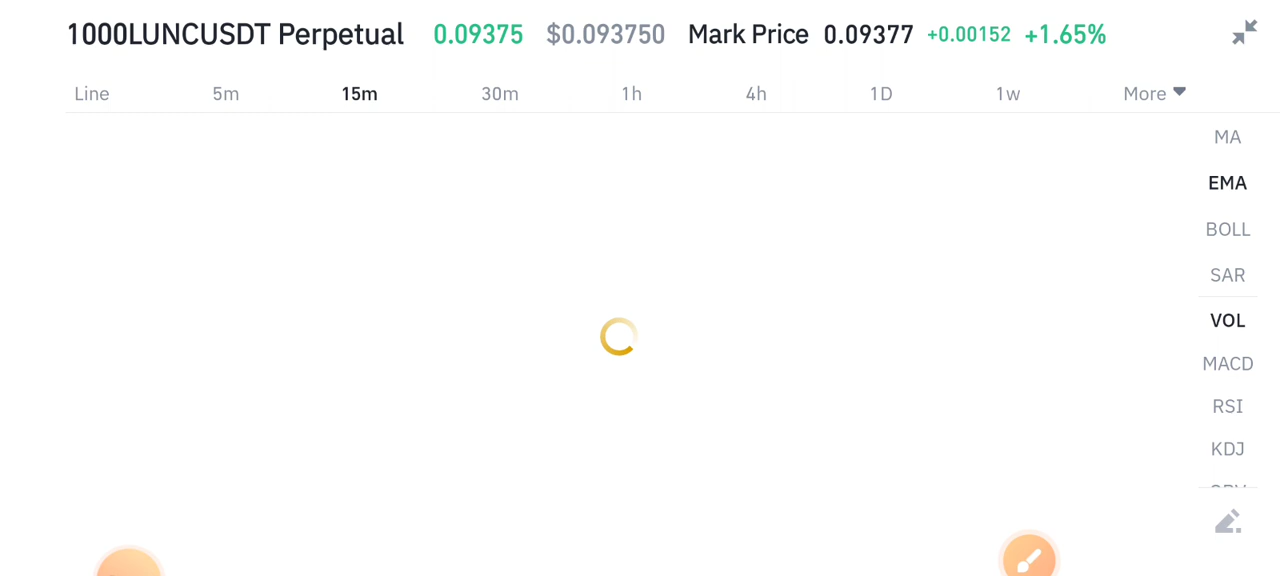 1000LUNCUSDT Perpetual 0.09375 $0.093750 Mark Price 0.09377 +0.00152 +1.65%
Line 5m 15m 30m 1h 4h 1D 1w More
MA
EMA
BOLL
SAR
VOL
MACD
RSI
KDJ